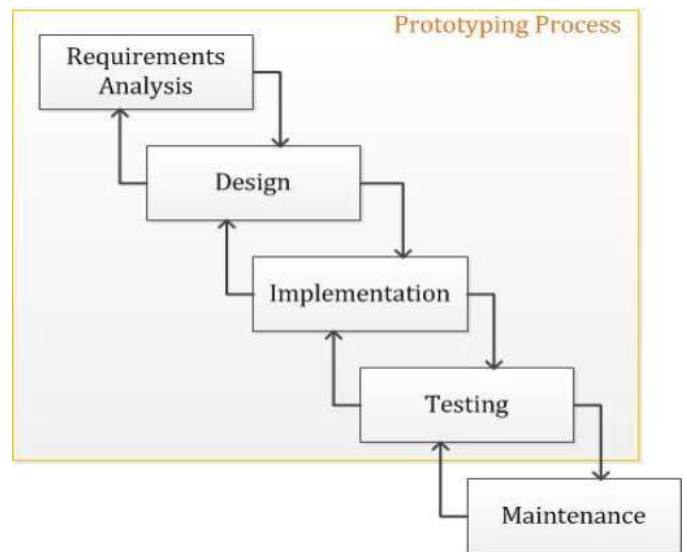 Prototyping Process
Requirements
Analysis
Design
Implementation
Testing
Maintenance